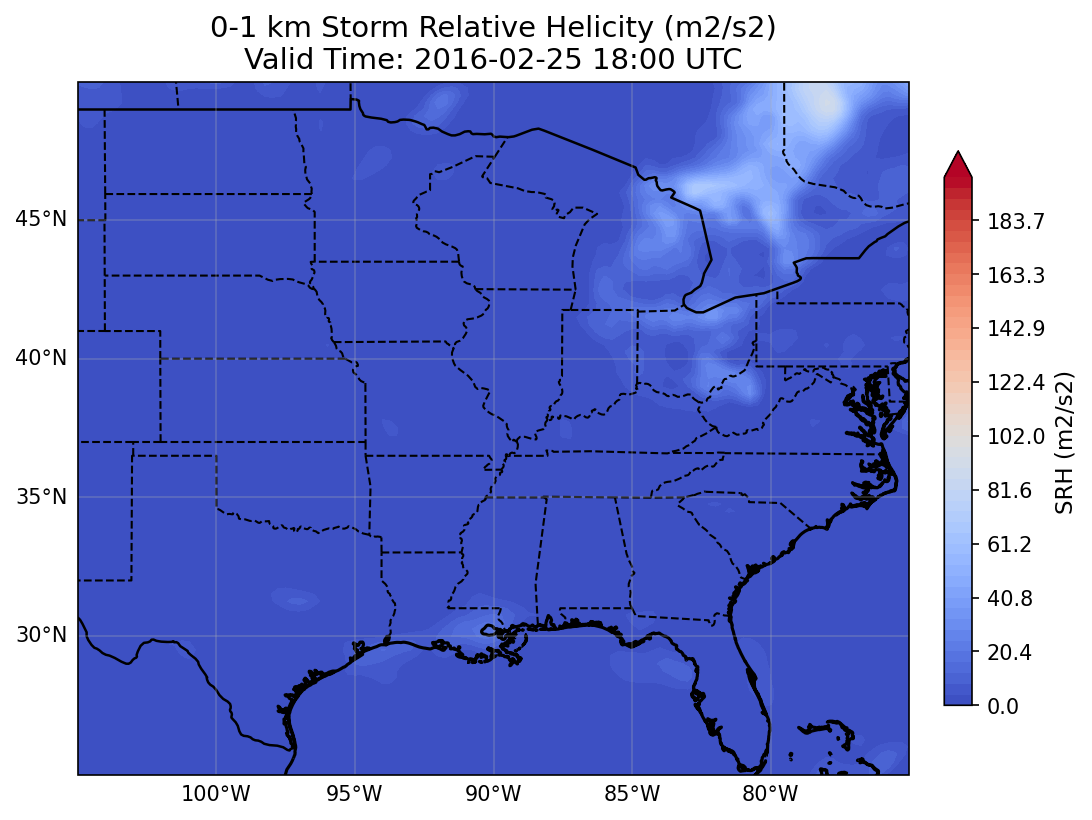 0-1 km Storm Relative Helicity (m2/s2)
Valid Time: 2016-02-25 18:00 UTC
45°N
40°N
35°N
30°N
100°W
95°W
90°W
85°W
80°W
183.7
163.3
142.9
122.4
102.0
81.6
61.2
40.8
20.4
0.0
SRH (m2/s2)